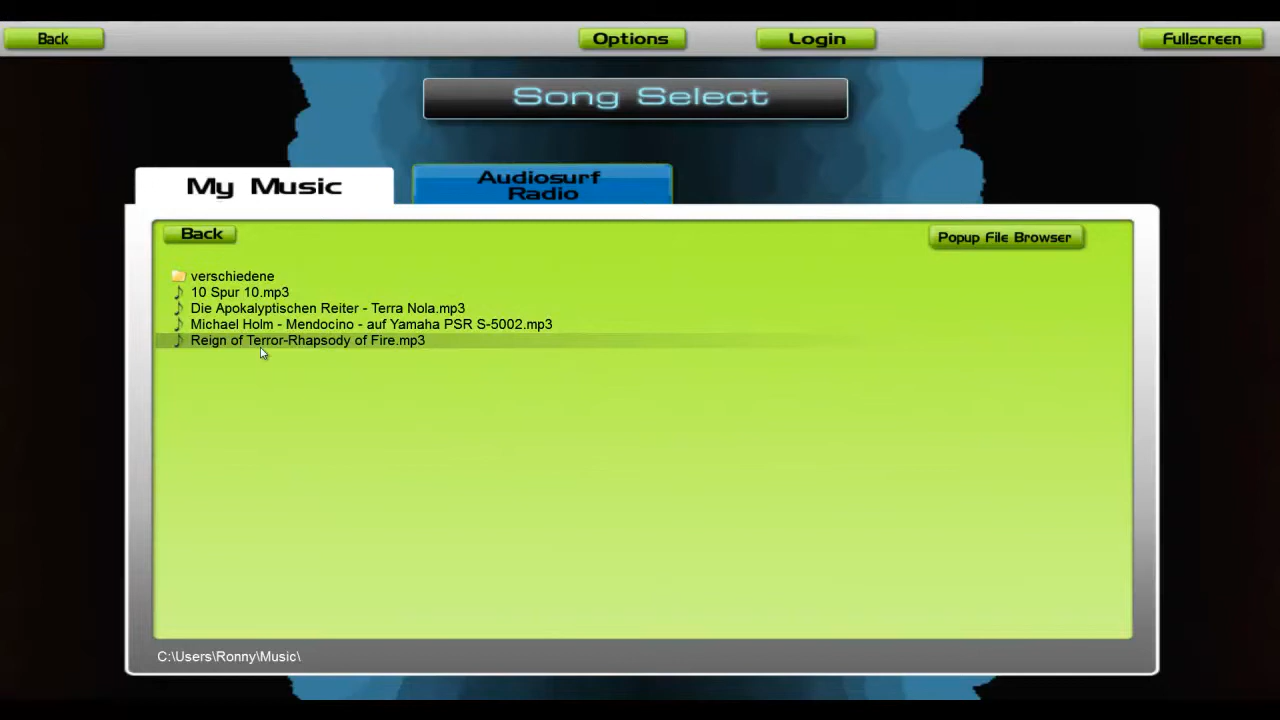 Back
Options
Login
Fullscreen
Song Select
My Music
Audiosurf
Radio
Back
Popup File Browser
verschiedene
10 Spur 10.mp3
Die Apokalyptischen Reiter - Terra Nola.mp3
Michael Holm - Mendocino - auf Yamaha PSR S-5002.mp3
Reign of Terror-Rhapsody of Fire.mp3
C:\Users\Ronny\Music\